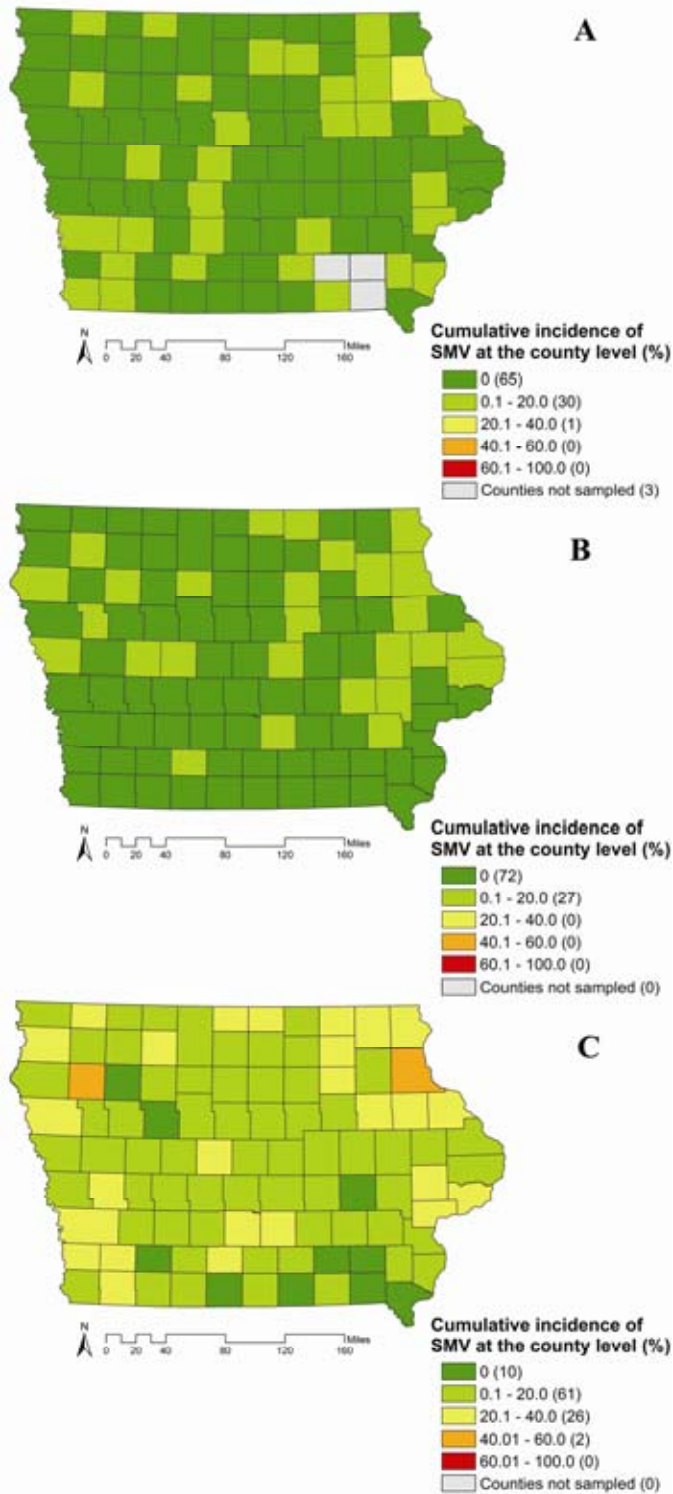 A
N
Miles
0 20 40 80 120 160
Cumulative incidence of
SMV at the county level (%)
0 (65)
0.1 - 20.0 (30)
20.1 - 40.0 (1)
40.1 - 60.0 (0)
60.1 - 100.0 (0)
Counties not sampled (3)
B
N
Miles
0 20 40 80 120 160
Cumulative incidence of
SMV at the county level (%)
0 (72)
0.1 - 20.0 (27)
20.1 - 40.0 (0)
40.1 - 60.0 (0)
60.1 - 100.0 (0)
Counties not sampled (0)
C
N
Miles
0 20 40 80 120 160
Cumulative incidence of
SMV at the county level (%)
0 (10)
0.1 - 20.0 (61)
20.1 - 40.0 (26)
40.01 - 60.0 (2)
60.01 - 100.0 (0)
Counties not sampled (0)